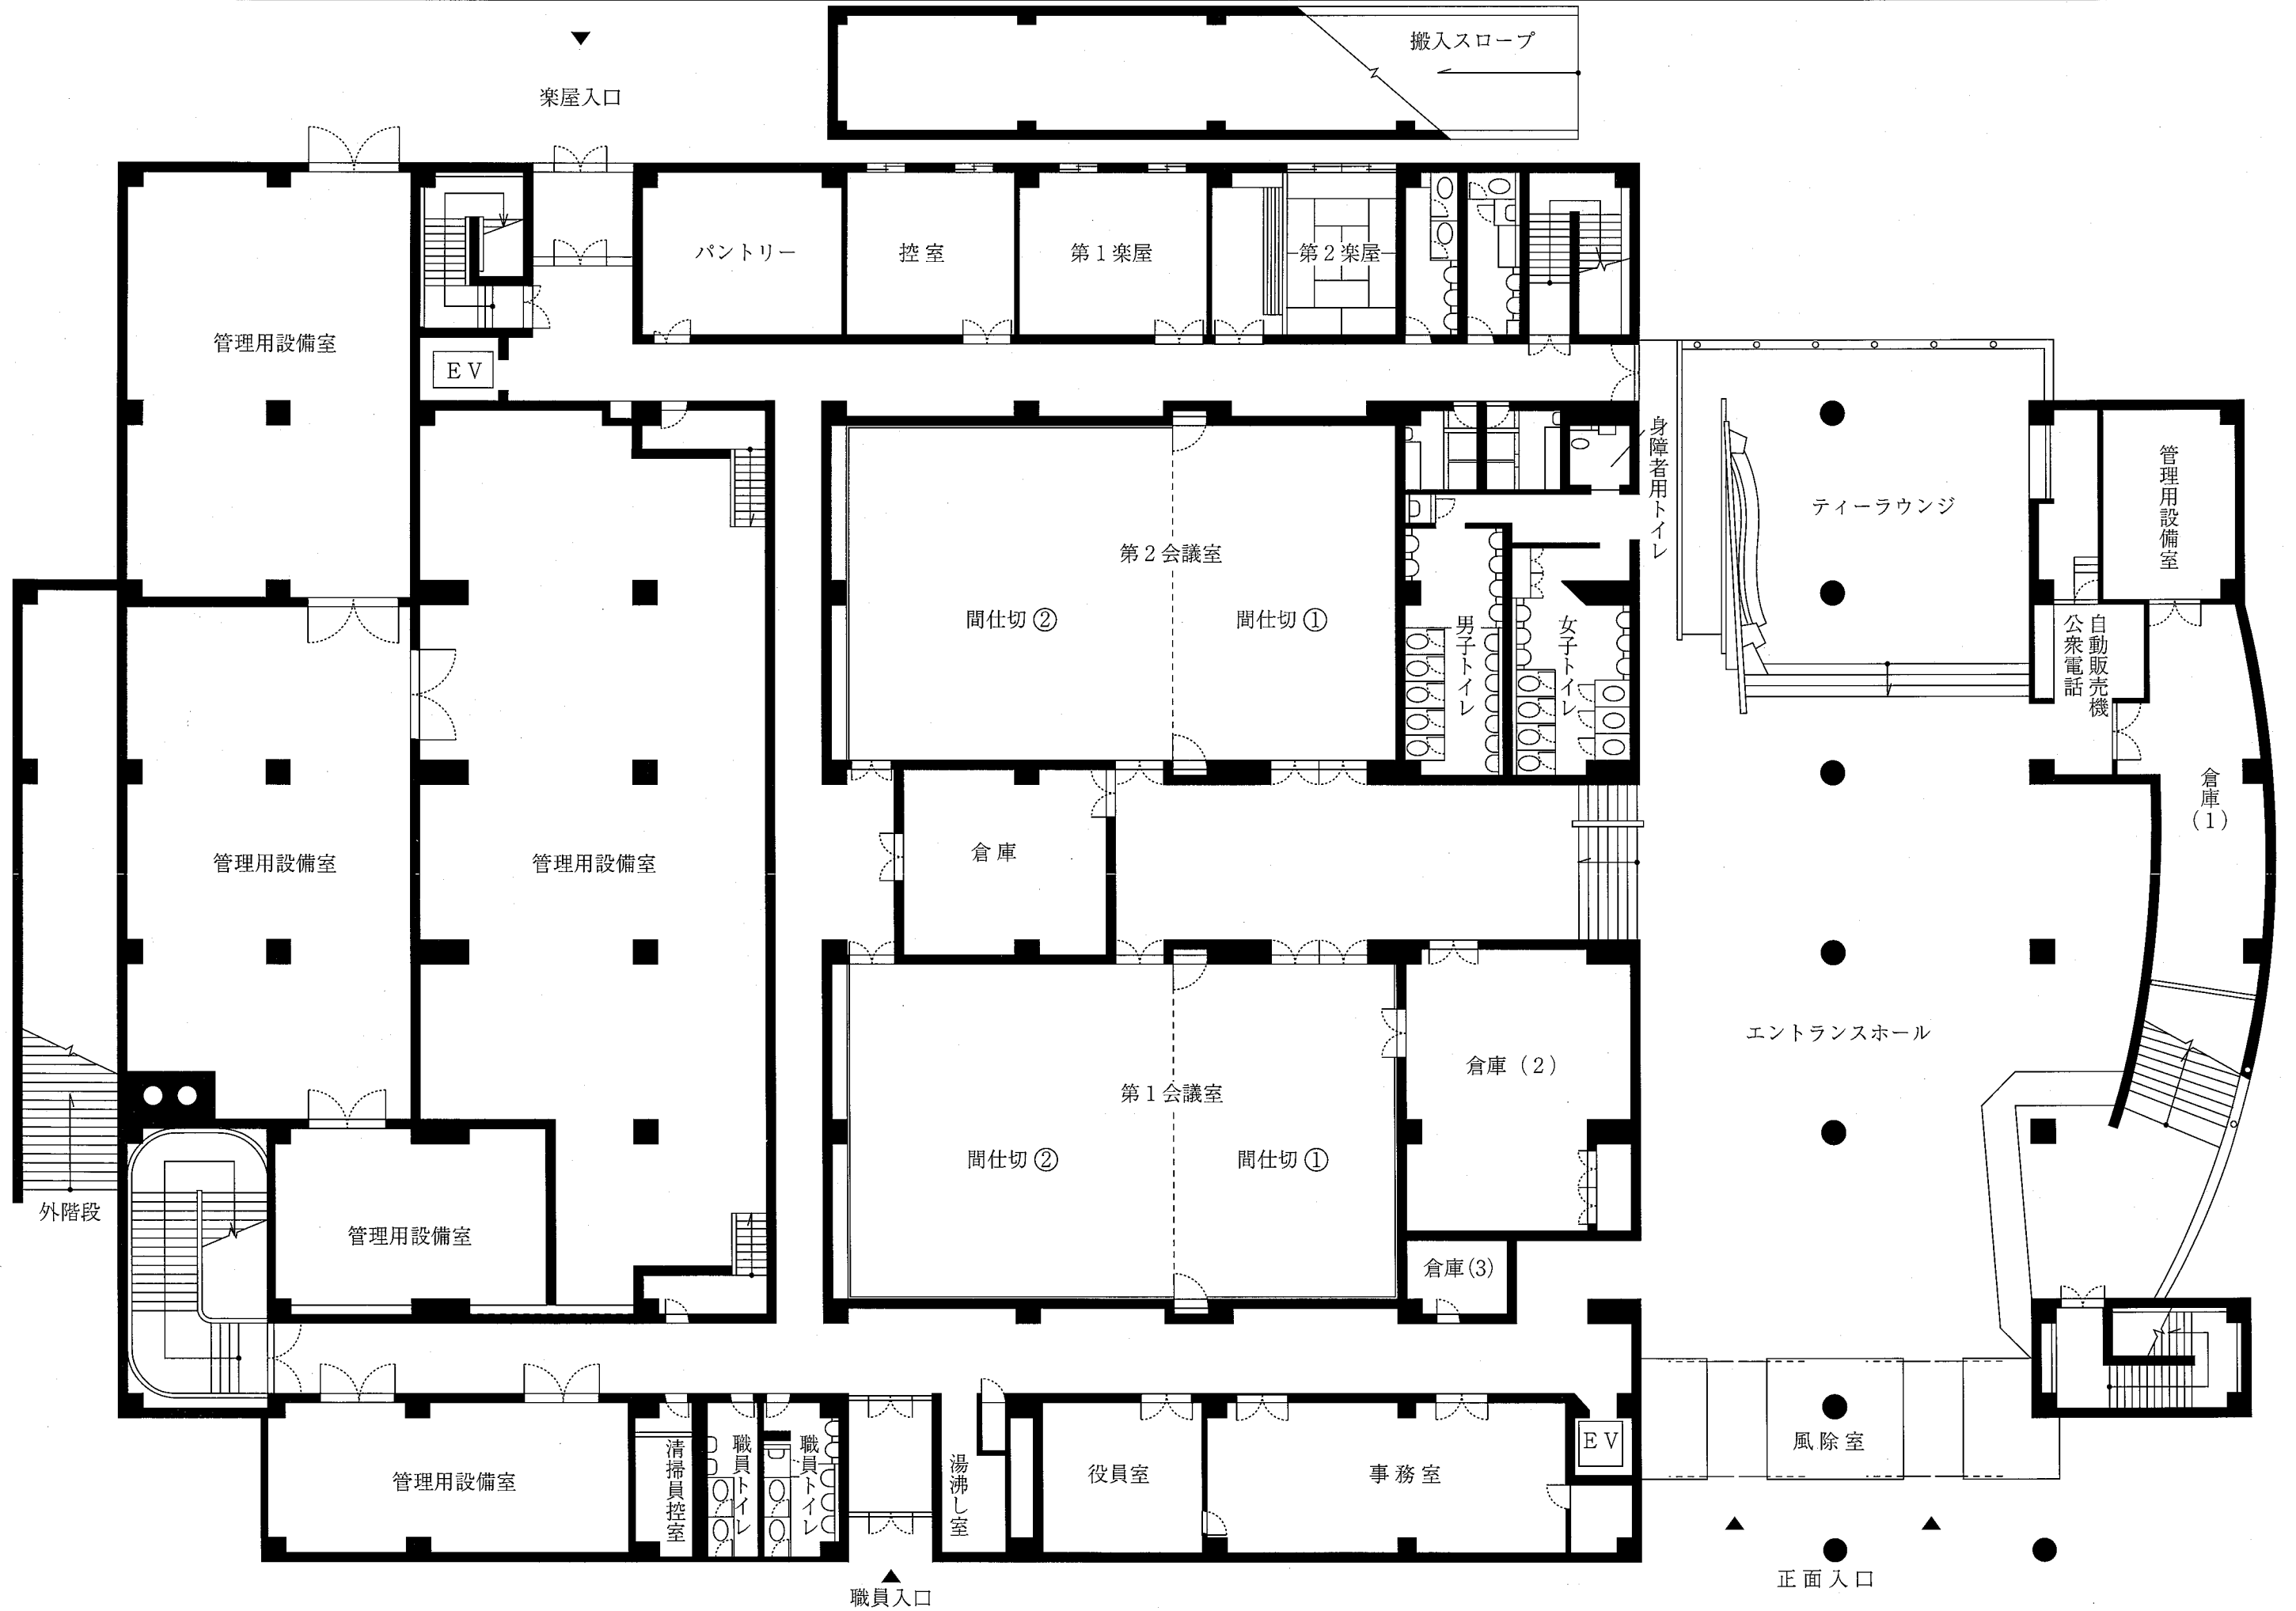 搬入スロープ
楽屋入口
パントリー
控室
第1楽屋
第2楽屋
管理用設備室
EV
身障者用トイレ
ティーラウンジ
管理用設備室
第2会議室
間仕切②
間仕切①
男子トイレ
女子トイレ
自動販売機
公衆電話
倉庫(1)
管理用設備室
管理用設備室
倉庫
エントランスホール
倉庫(2)
第1会議室
間仕切②
間仕切①
外階段
管理用設備室
倉庫(3)
管理用設備室
清掃員控室
職員トイレ
職員トイレ
湯沸し室
役員室
事務室
EV
風除室
職員入口
正面入口